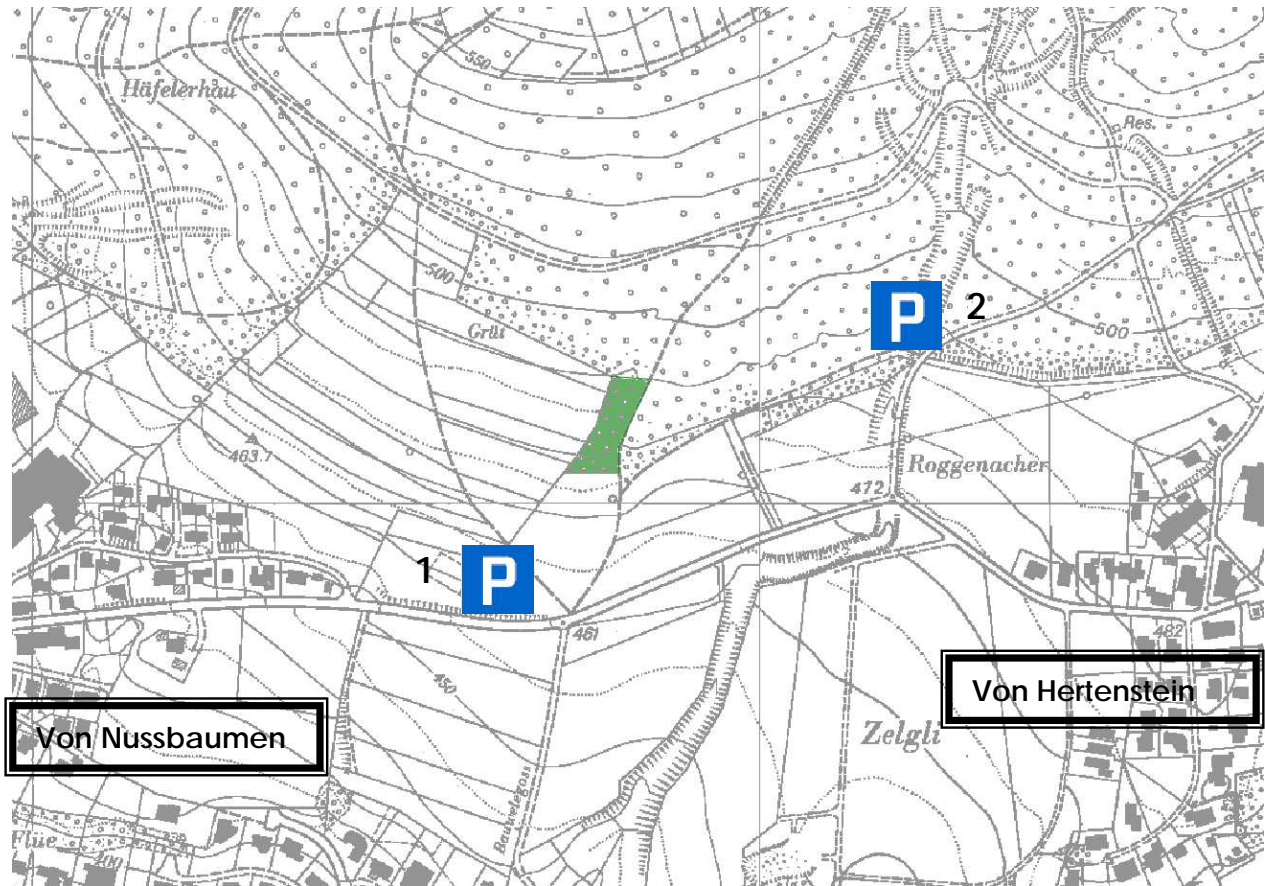 550
Häfelerhau
Res.
500
Grüt
P 2
500
463.7
Roggenacher
472
1 P
461
482
450
Von Hertenstein
Von Nussbaumen
Zelgli
Flue
400